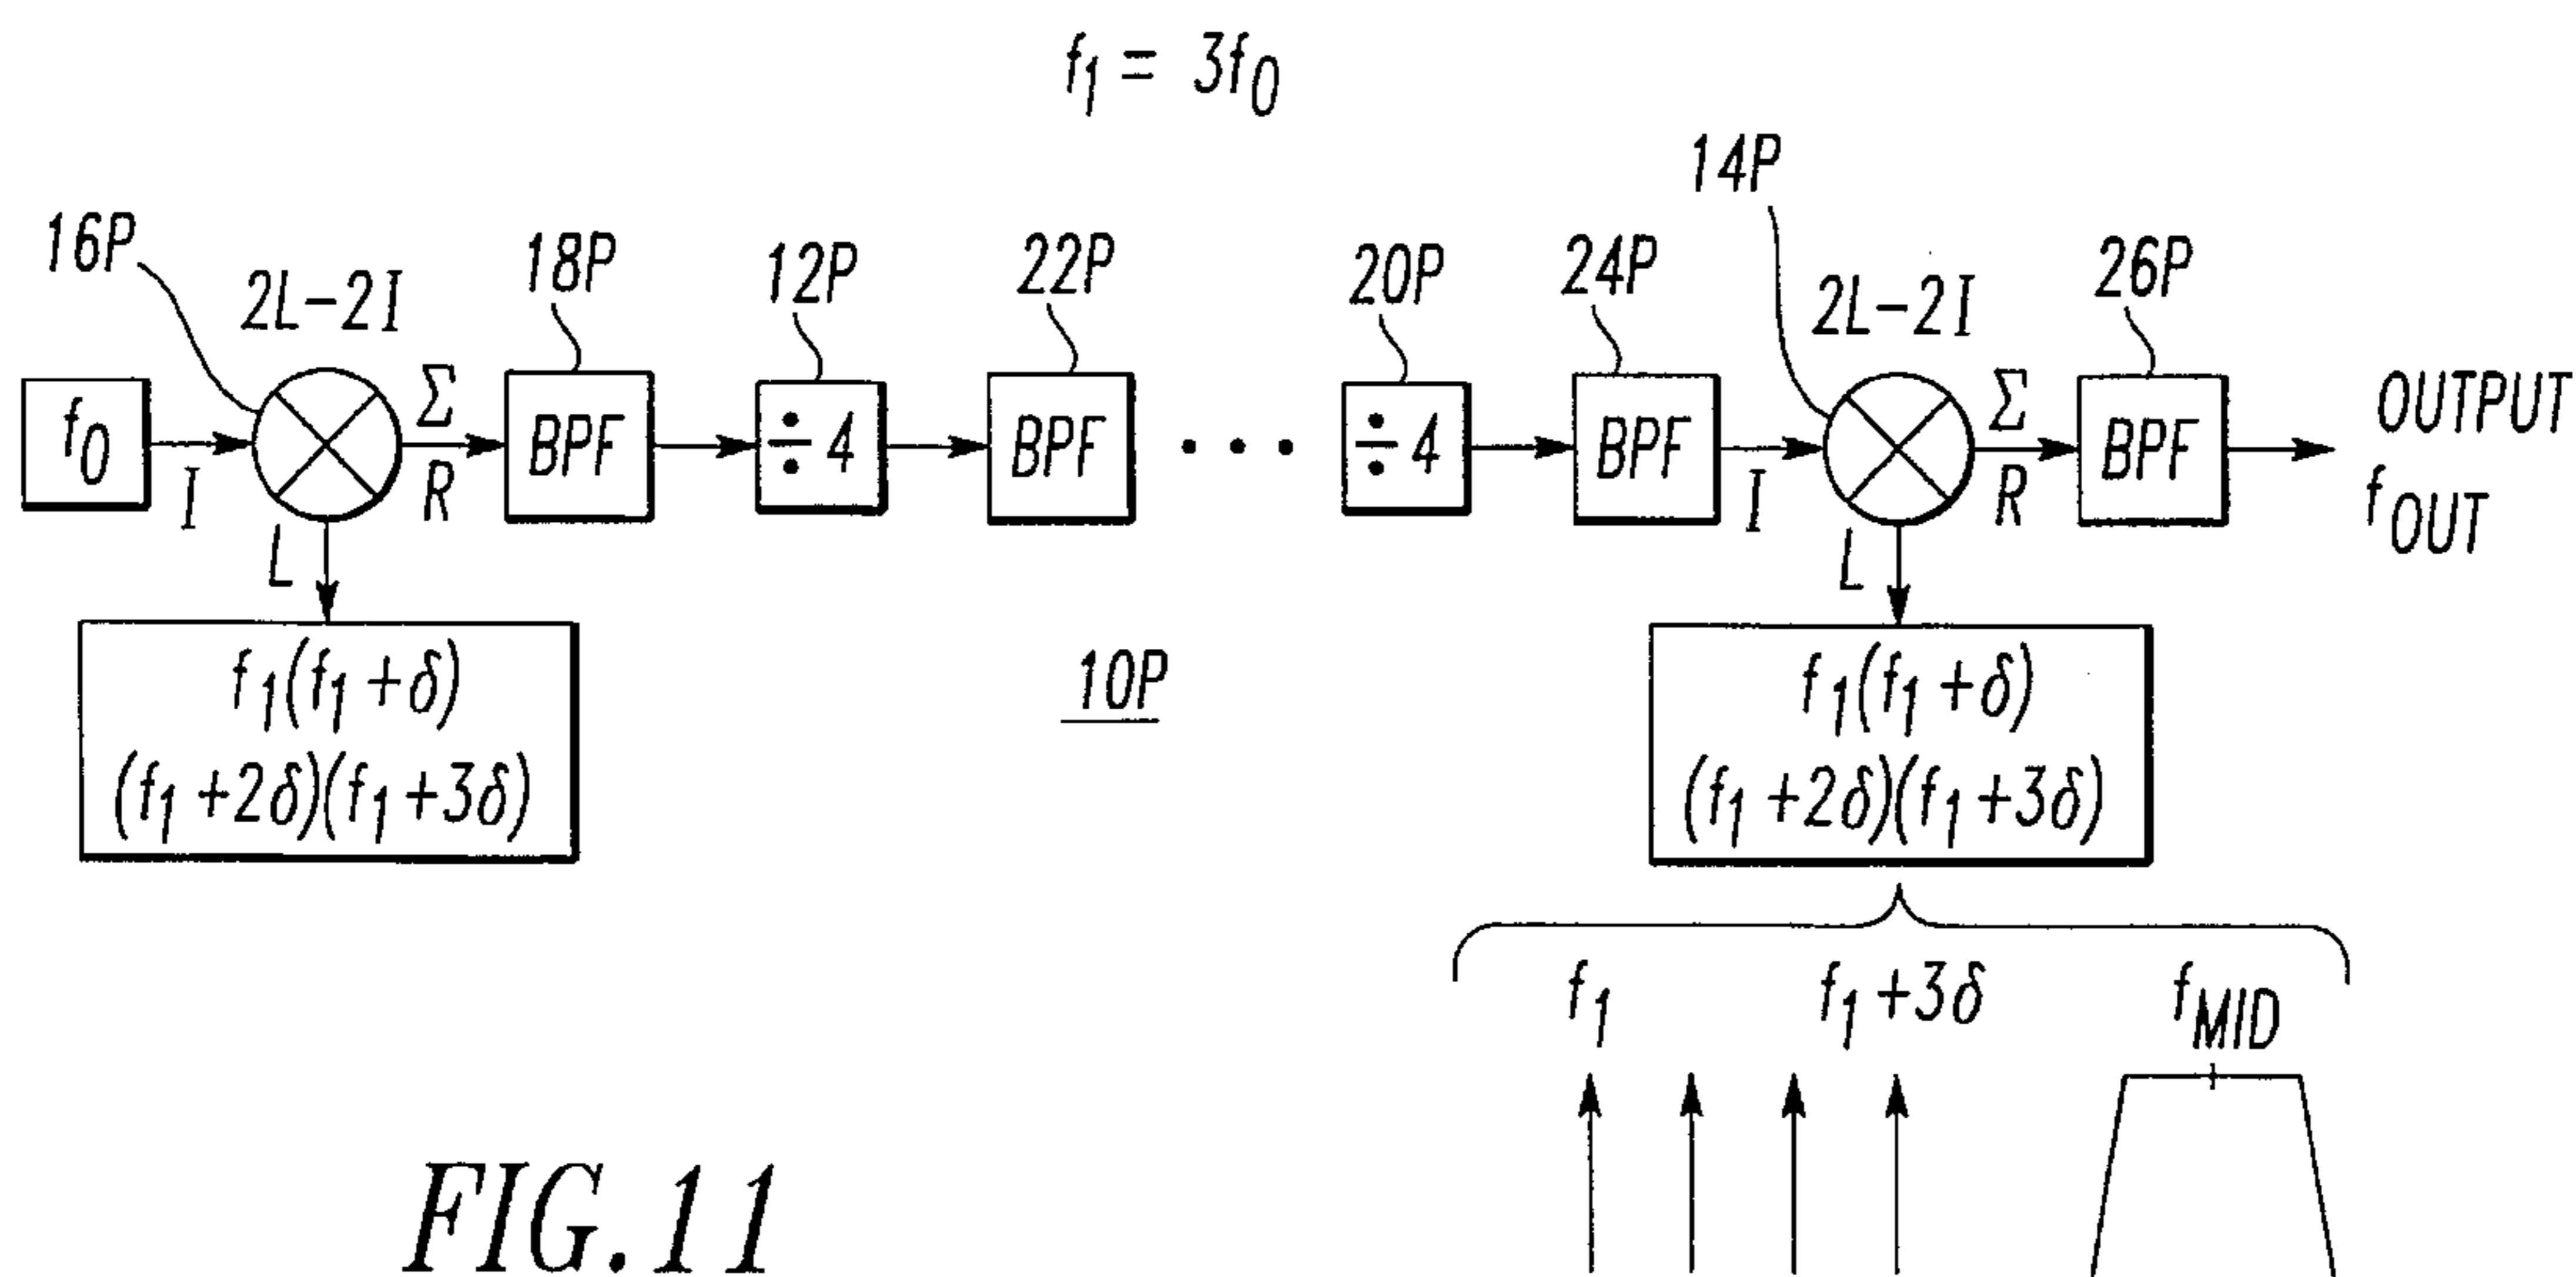 f1 = 3f0
16P
2L-2I
18P
12P
22P
20P
24P
14P
2L-2I
26P
f0
I
Σ
R
L
BPF
÷4
BPF
. . .
÷4
BPF
I
Σ
R
L
BPF
OUTPUT
fOUT
f1(f1+δ)
(f1+2δ)(f1+3δ)
10P
f1(f1+δ)
(f1+2δ)(f1+3δ)
f1
f1+3δ
fMID
FIG.11